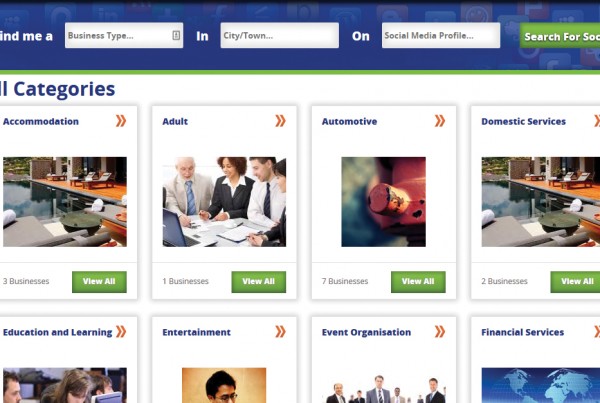 ind me a Business Type... In City/Town... On Social Media Profile... Search For Soc
ll Categories
Accommodation Adult Automotive Domestic Services
3 Businesses View All 1 Businesses View All 7 Businesses View All 2 Businesses View All
Education and Learning Entertainment Event Organisation Financial Services